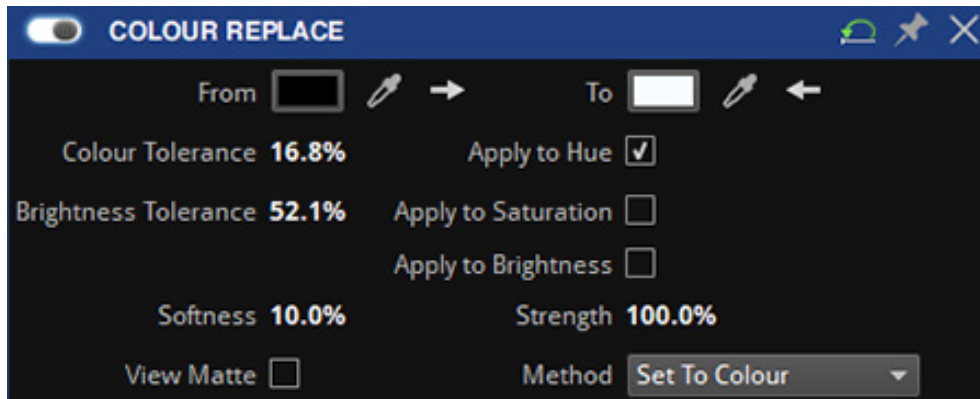 COLOUR REPLACE
From To
Colour Tolerance 16.8% Apply to Hue
Brightness Tolerance 52.1% Apply to Saturation
Apply to Brightness
Softness 10.0% Strength 100.0%
View Matte Method Set To Colour